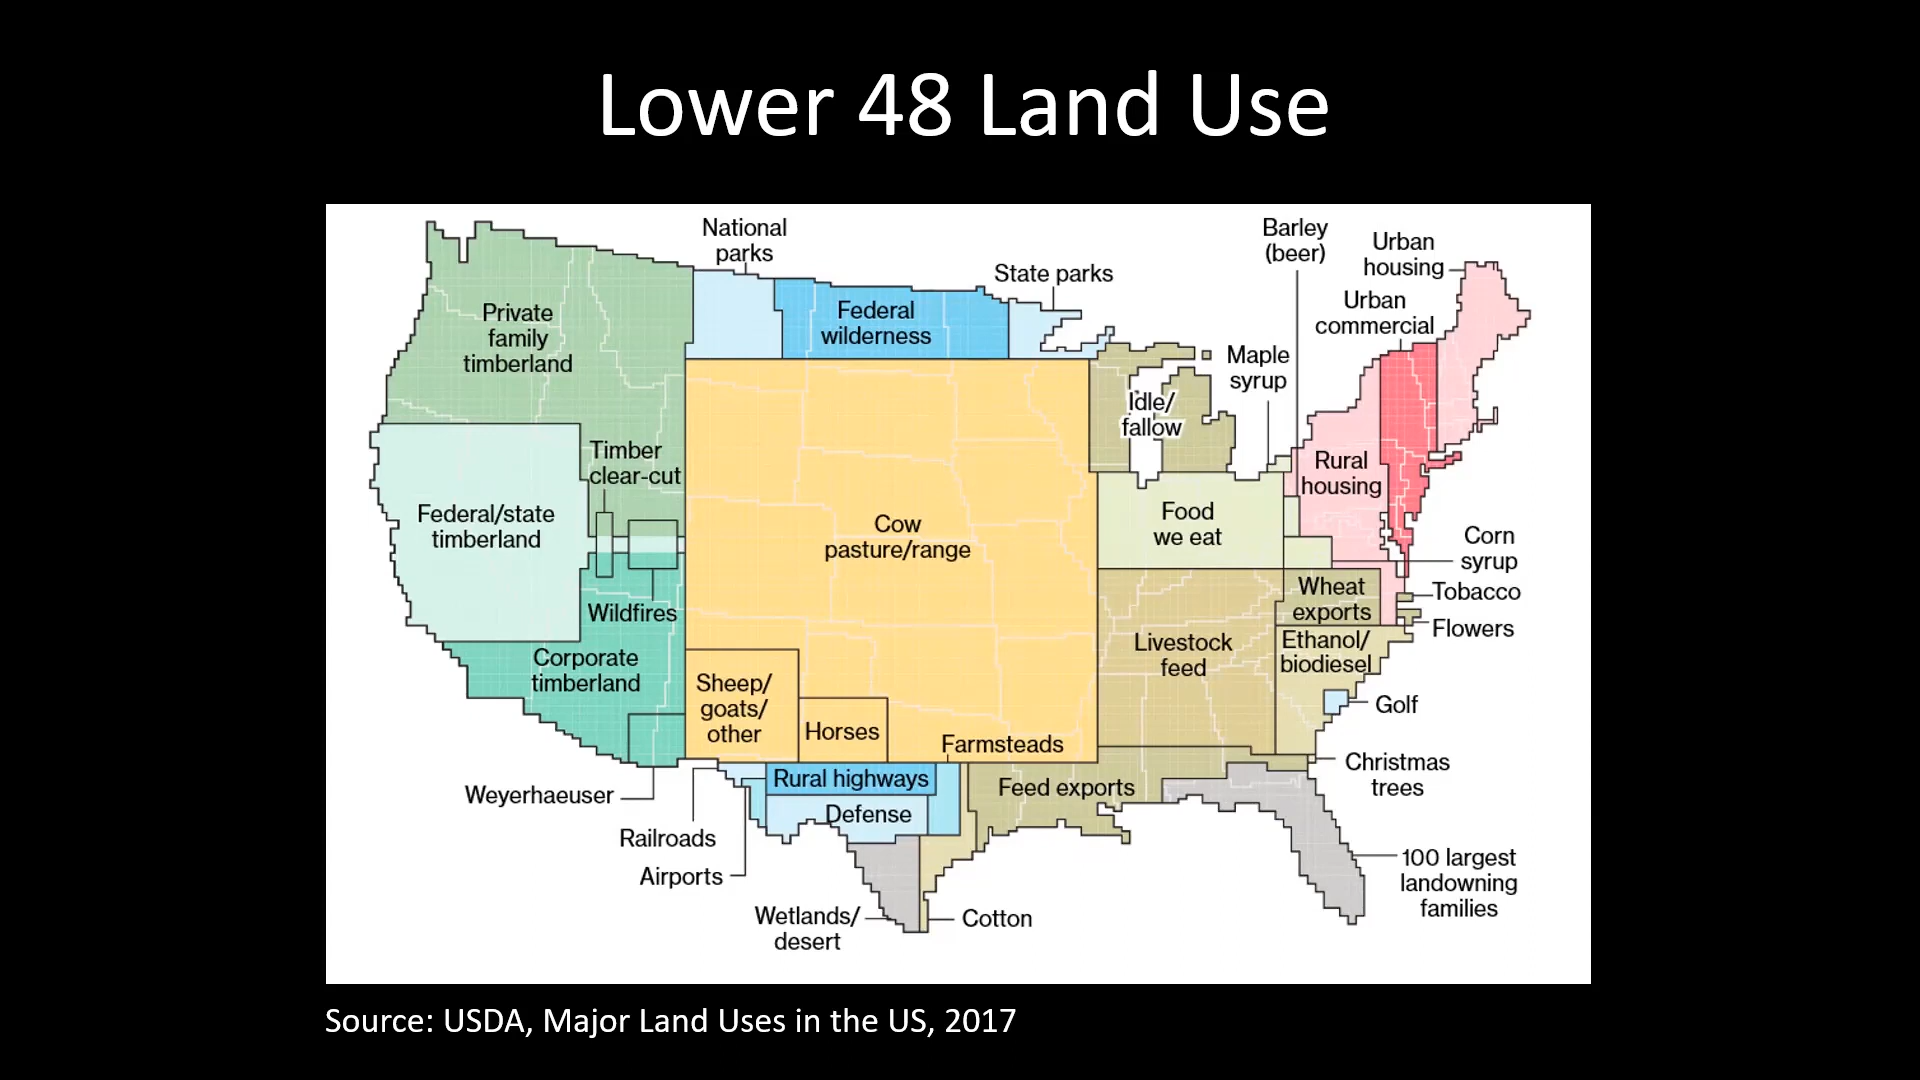 Lower 48 Land Use
National
parks
State parks
Barley
(beer)
Urban
housing
Urban
commercial
Private
family
timberland
Federal
wilderness
Maple
syrup
Idle/
fallow
Timber
clear-cut
Rural
housing
Federal/state
timberland
Cow
pasture/range
Food
we eat
Corn
syrup
Wheat
exports
Tobacco
Wildfires
Flowers
Livestock
feed
Ethanol/
biodiesel
Corporate
timberland
Sheep/
goats/
other
Horses
Farmsteads
Golf
Rural highways
Feed exports
Christmas
trees
Weyerhaeuser
Defense
Railroads
Airports
100 largest
landowning
families
Wetlands/
desert
Cotton
Source: USDA, Major Land Uses in the US, 2017